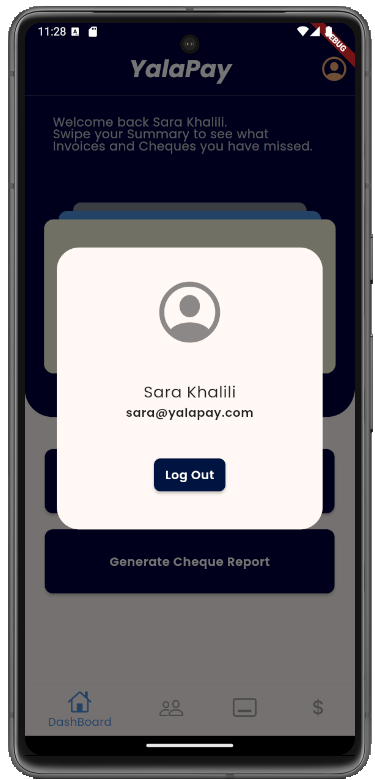 11:28
DEBUG
YalaPay
Welcome back Sara Khalili.
Swipe your Summary to see what
Invoices and Cheques you have missed.
Sara Khalili
sara@yalapay.com
Log Out
Generate Cheque Report
DashBoard
$